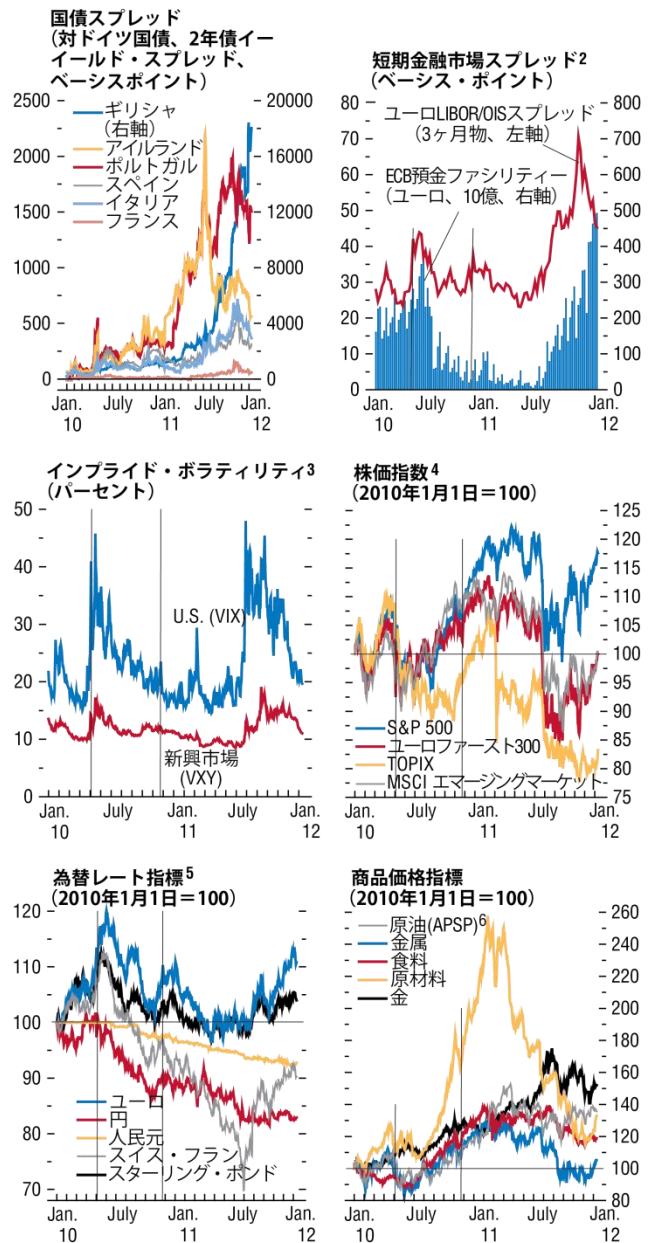 国債スプレッド
(対ドイツ国債、2年債イー
イールド・スプレッド、
ベーシスポイント)
2500
2000
1500
1000
500
0
20000
16000
12000
8000
4000
0
ギリシャ
(右軸)
アイルランド
ポルトガル
スペイン
イタリア
フランス
Jan. July Jan. July Jan.
10 11 12
短期金融市場スプレッド2
(ベーシス・ポイント)
80
70
60
50
40
30
20
10
0
800
700
600
500
400
300
200
100
0
ユーロLIBOR/OISスプレッド
(3ヶ月物、左軸)
ECB預金ファシリティー
(ユーロ、10億、右軸)
Jan. July Jan. July Jan.
10 11 12
インプライド・ボラティリティ3
(パーセント)
50
40
30
20
10
0
U.S. (VIX)
新興市場
(VXY)
Jan. July Jan. July Jan.
10 11 12
株価指数4
(2010年1月1日=100)
125
120
115
110
105
100
95
90
85
80
75
S&P 500
ユーロファースト300
TOPIX
MSCI エマージングマーケット
Jan. July Jan. July Jan.
10 11 12
為替レート指標5
(2010年1月1日=100)
120
110
100
90
80
70
ユーロ
円
人民元
スイス・フラン
スターリング・ポンド
Jan. July Jan. July Jan.
10 11 12
商品価格指標
(2010年1月1日=100)
260
240
220
200
180
160
140
120
100
80
原油(APSP)6
金属
食料
原材料
金
Jan. July Jan. July Jan.
10 11 12